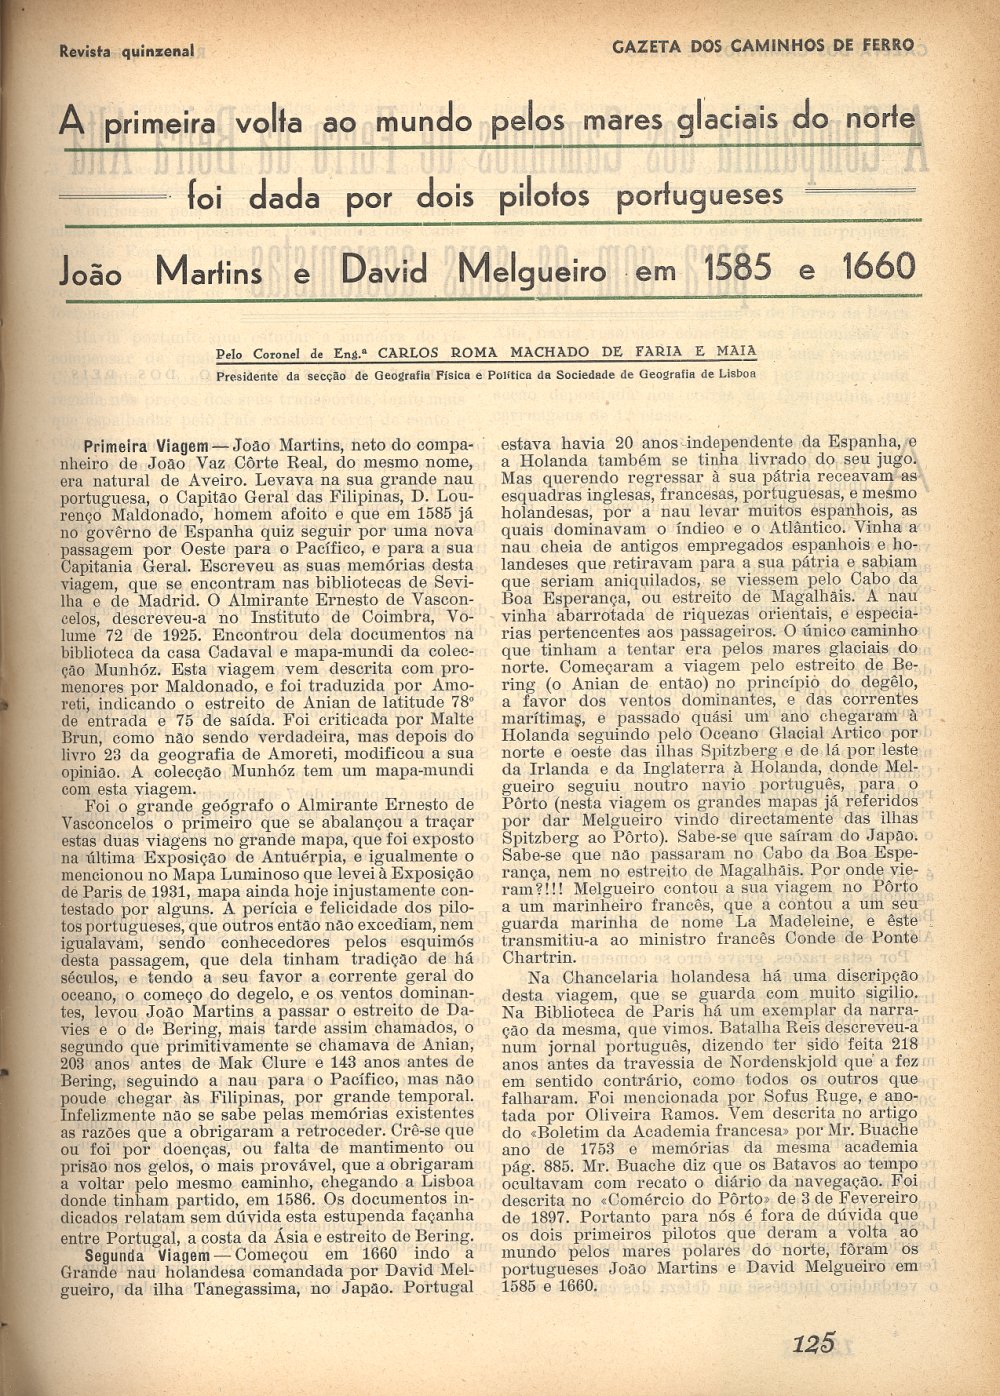 Revista quinzenal
GAZETA DOS CAMINHOS DE FERRO
A primeira volta ao mundo pelos mares glaciais do norte
foi dada por dois pilotos portugueses
João Martins e David Melgueiro em 1585 e 1660
Pelo Coronel de Eng.ª CARLOS ROMA MACHADO DE FARIA E MAIA
Presidente da secção de Geografia Física e Política da Sociedade de Geografia de Lisboa
Primeira Viagem — João Martins, neto do compa-
nheiro de João Vaz Côrte Real, do mesmo nome,
era natural de Aveiro. Levava na sua grande nau
portuguesa, o Capitão Geral das Filipinas, D. Lou-
renço Maldonado, homem afoito e que em 1585 já
no govêrno de Espanha quiz seguir por uma nova
passagem por Oeste para o Pacífico, e para a sua
Capitania Geral. Escreveu as suas memórias desta
viagem, que se encontram nas bibliotecas de Sevi-
lha e de Madrid. O Almirante Ernesto de Vascon-
celos, descreveu-a no Instituto de Coimbra, Vo-
lume 72 de 1925. Encontrou dela documentos na
biblioteca da casa Cadaval e mapa-mundi da colec-
ção Munhóz. Esta viagem vem descrita com pro-
menores por Maldonado, e foi traduzida por Amo-
reti, indicando o estreito de Anian de latitude 78º
de entrada e 75 de saída. Foi criticada por Malte
Brun, como não sendo verdadeira, mas depois do
livro 23 da geografia de Amoreti, modificou a sua
opinião. A colecção Munhóz tem um mapa-mundi
com esta viagem.
Foi o grande geógrafo o Almirante Ernesto de
Vasconcelos o primeiro que se abalançou a traçar
estas duas viagens no grande mapa, que foi exposto
na última Exposição de Antuérpia, e igualmente o
mencionou no Mapa Luminoso que levei à Exposição
de Paris de 1931, mapa ainda hoje injustamente con-
testado por alguns. A perícia e felicidade dos pilo-
tos portugueses, que outros então não excediam, nem
igualavam, sendo conhecedores pelos esquimós
desta passagem, que dela tinham tradição de há
séculos, e tendo a seu favor a corrente geral do
oceano, o começo do degelo, e os ventos dominan-
tes, levou João Martins a passar o estreito de Da-
vies e o de Bering, mais tarde assim chamados, o
segundo que primitivamente se chamava de Anian,
203 anos antes de Mak Clure e 143 anos antes de
Bering, seguindo a nau para o Pacífico, mas não
poude chegar às Filipinas, por grande temporal.
Infelizmente não se sabe pelas memórias existentes
as razões que a obrigaram a retroceder. Crê-se que
ou foi por doenças, ou falta de mantimento ou
prisão nos gelos, o mais provável, que a obrigaram
a voltar pelo mesmo caminho, chegando a Lisboa
donde tinham partido, em 1586. Os documentos in-
dicados relatam sem dúvida esta estupenda façanha
entre Portugal, a costa da Ásia e estreito de Bering.
Segunda Viagem — Começou em 1660 indo a
Grande nau holandesa comandada por David Mel-
gueiro, da ilha Tanegassima, no Japão. Portugal
estava havia 20 anos independente da Espanha, e
a Holanda também se tinha livrado do seu jugo.
Mas querendo regressar à sua pátria receavam as
esquadras inglesas, francesas, portuguesas, e mesmo
holandesas, por a nau levar muitos espanhois, as
quais dominavam o índieo e o Atlântico. Vinha a
nau cheia de antigos empregados espanhois e ho-
landeses que retiravam para a sua pátria e sabiam
que seriam aniquilados, se viessem pelo Cabo da
Boa Esperança, ou estreito de Magalhãis. A nau
vinha abarrotada de riquezas orientais, e especia-
rias pertencentes aos passageiros. O único caminho
que tinham a tentar era pelos mares glaciais do
norte. Começaram a viagem pelo estreito de Be-
ring (o Anian de então) no princípio do degêlo,
a favor dos ventos dominantes, e das correntes
marítimas, e passado quási um ano chegaram à
Holanda seguindo pelo Oceano Glacial Artico por
norte e oeste das ilhas Spitzberg e de lá por leste
da Irlanda e da Inglaterra à Holanda, donde Mel-
gueiro seguiu noutro navio português, para o
Pôrto (nesta viagem os grandes mapas já referidos
por dar Melgueiro vindo directamente das ilhas
Spitzberg ao Pôrto). Sabe-se que saíram do Japão.
Sabe-se que não passaram no Cabo da Boa Espe-
rança, nem no estreito de Magalhãis. Por onde vie-
ram?!!! Melgueiro contou a sua viagem no Pôrto
a um marinheiro francês, que a contou a um seu
guarda marinha de nome La Madeleine, e êste
transmitiu-a ao ministro francês Conde de Ponte
Chartrin.
Na Chancelaria holandesa há uma discripção
desta viagem, que se guarda com muito sigilio.
Na Biblioteca de Paris há um exemplar da narra-
ção da mesma, que vimos. Batalha Reis descreveu-a
num jornal português, dizendo ter sido feita 218
anos antes da travessia de Nordenskjold que a fez
em sentido contrário, como todos os outros que
falharam. Foi mencionada por Sofus Ruge, e ano-
tada por Oliveira Ramos. Vem descrita no artigo
do «Boletim da Academia francesa» por Mr. Buache
ano de 1753 e memórias da mesma academia
pág. 885. Mr. Buache diz que os Batavos ao tempo
ocultavam com recato o diário da navegação. Foi
descrita no «Comércio do Pôrto» de 3 de Fevereiro
de 1897. Portanto para nós é fora de dúvida que
os dois primeiros pilotos que deram a volta ao
mundo pelos mares polares do norte, fôram os
portugueses João Martins e David Melgueiro em
1585 e 1660.
125